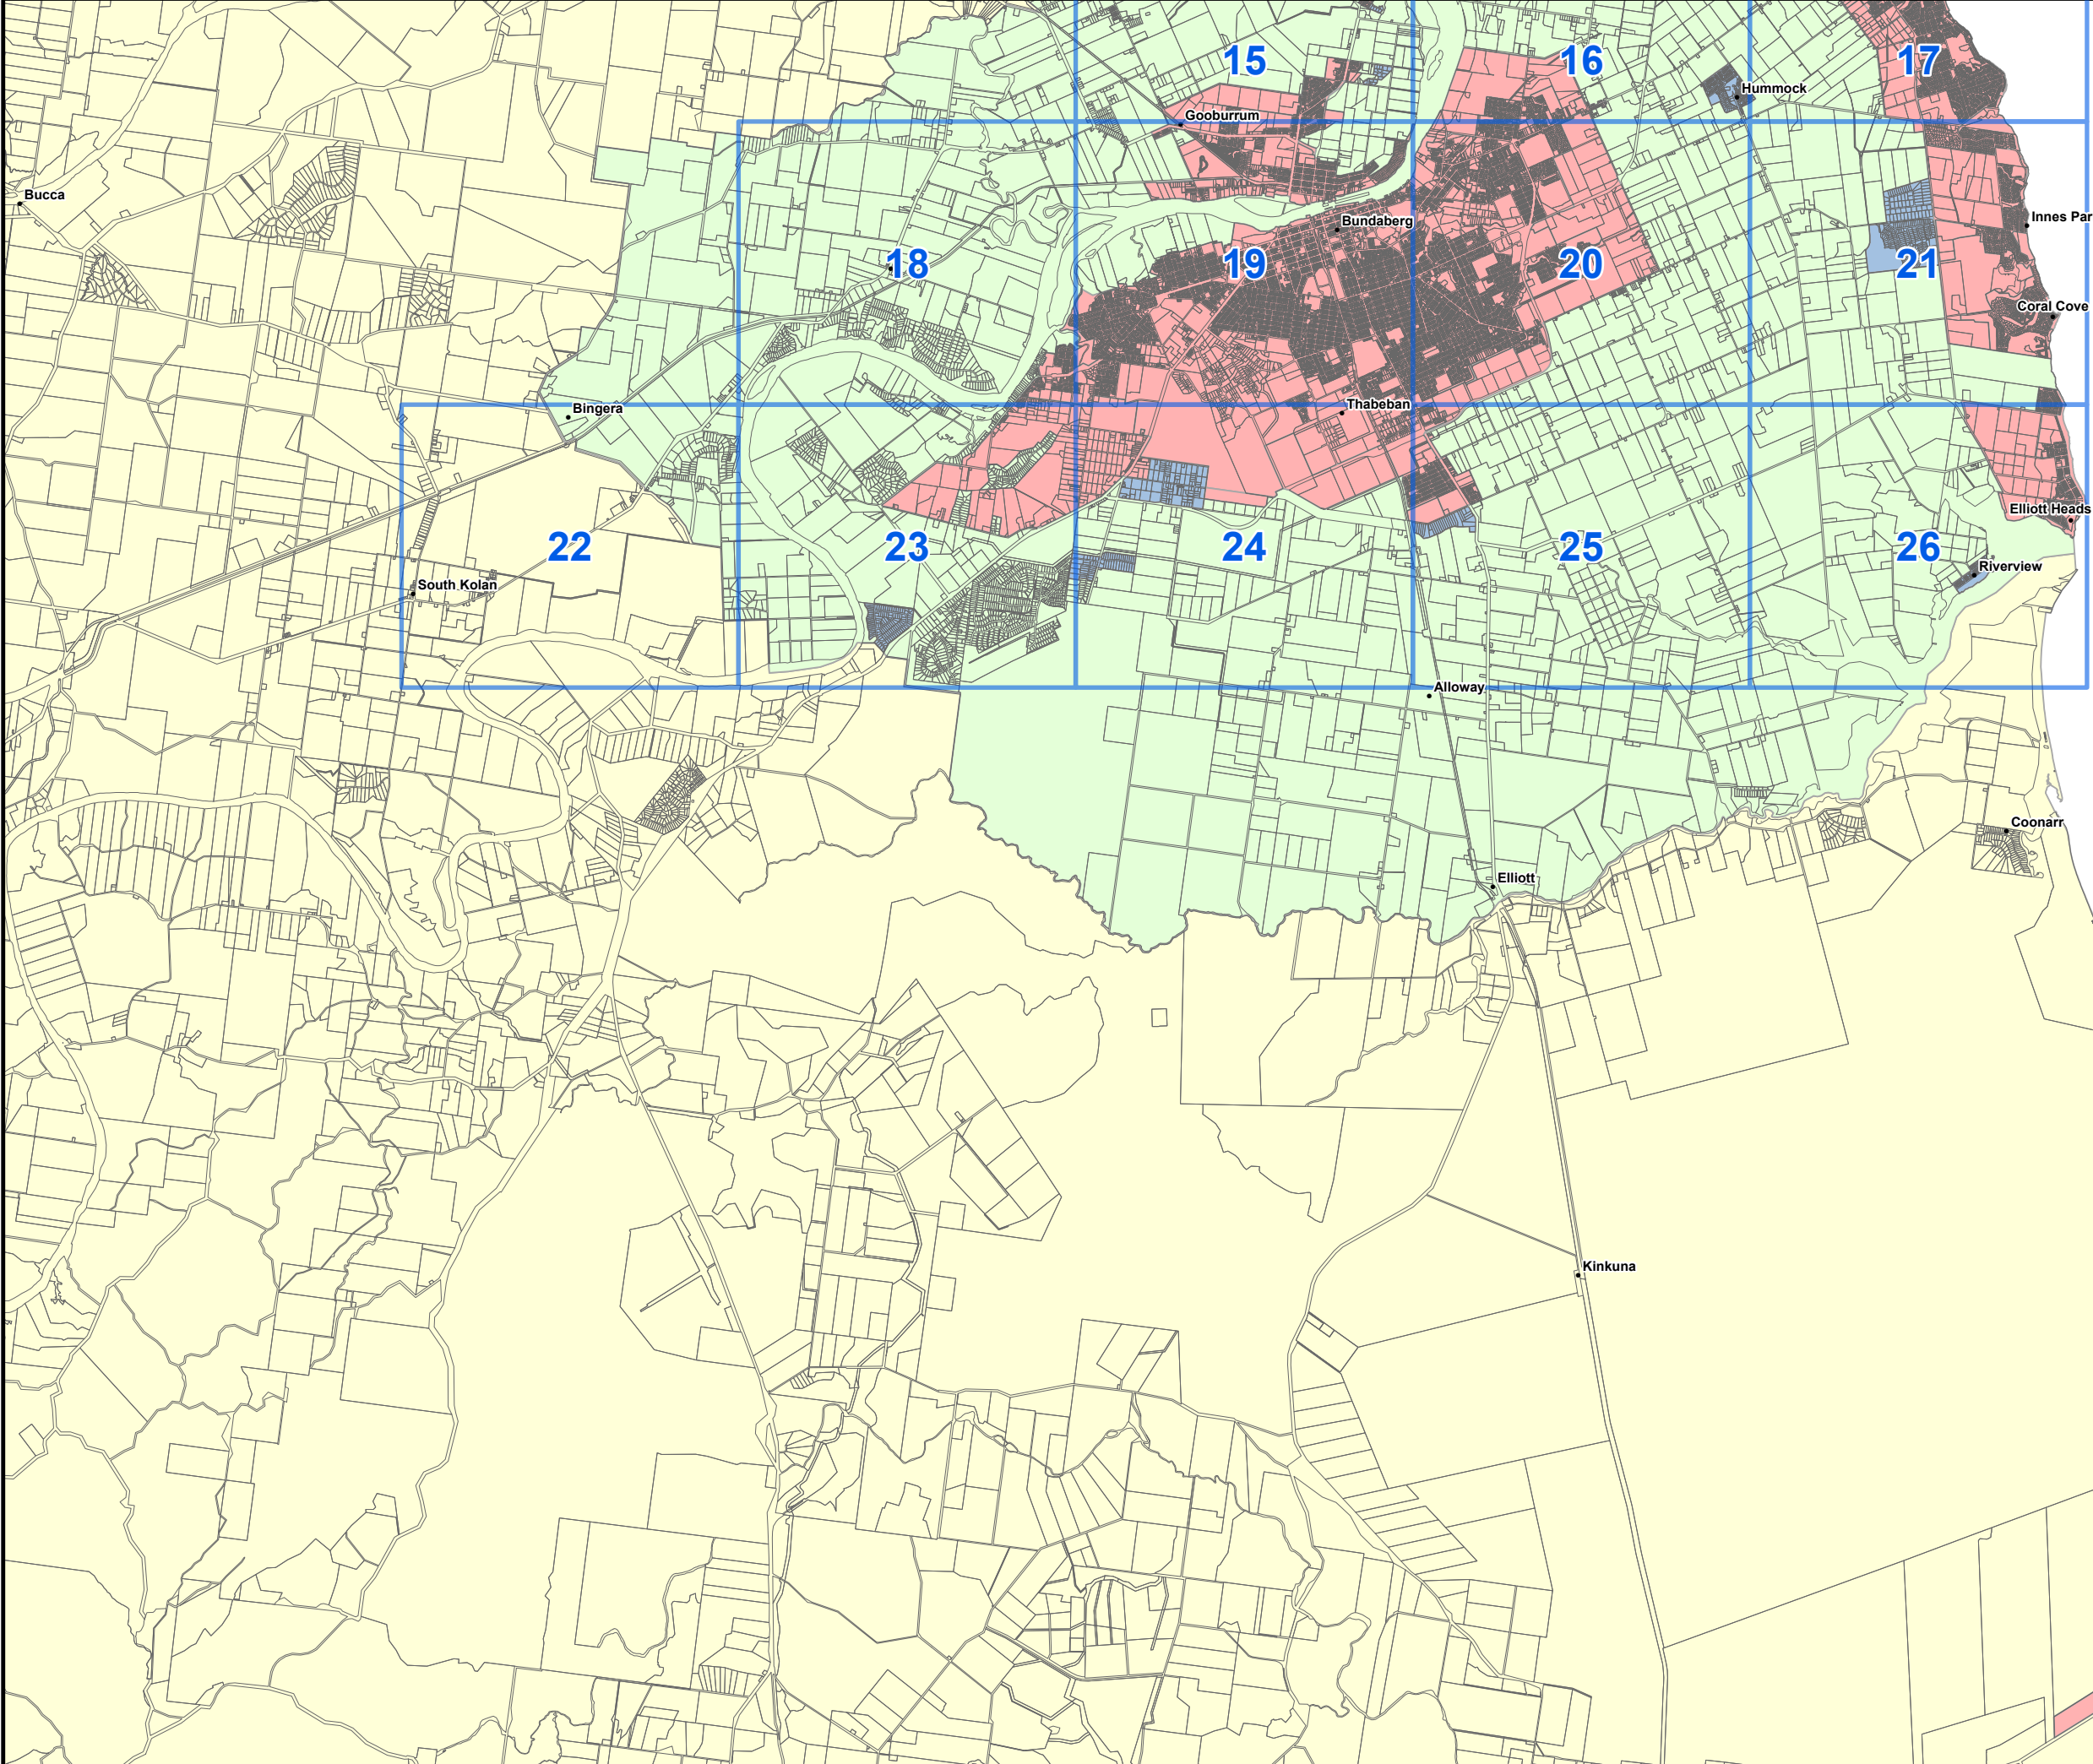 15
16
17
Hummock
Gooburrum
Bucca
Innes Par
Bundaberg
18
19
20
21
Coral Cove
Thabeban
Bingera
Elliott Heads
22
23
24
25
26
Riverview
South Kolan
Alloway
Coonarr
Elliott
Kinkuna